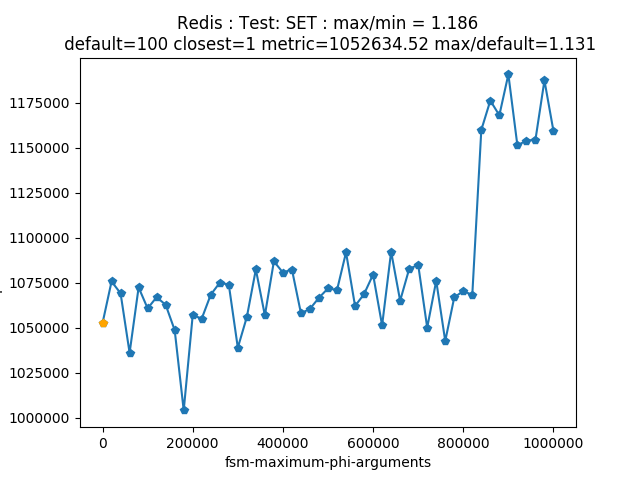 Redis : Test: SET : max/min = 1.186
default=100 closest=1 metric=1052634.52 max/default=1.131
1175000
1150000
1125000
1100000
1075000
1050000
1025000
1000000
0 200000 400000 600000 800000 1000000
fsm-maximum-phi-arguments